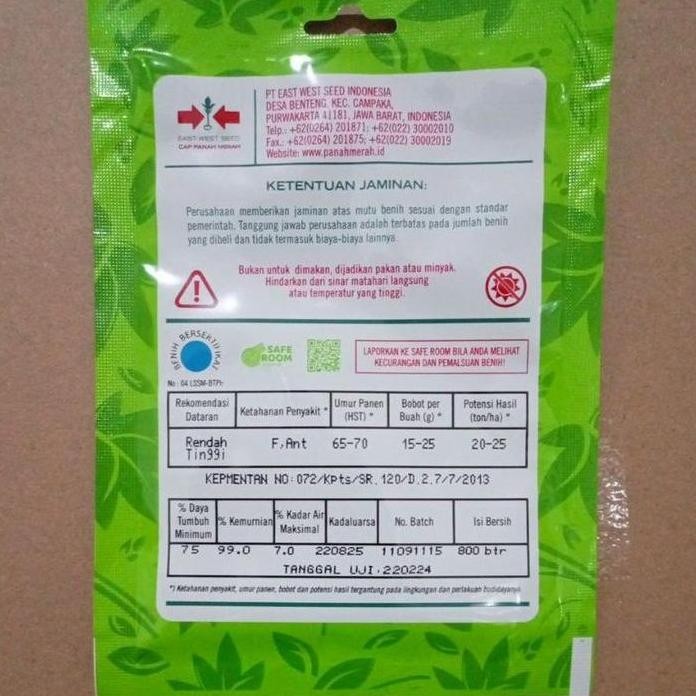 EAST WEST SEED
CAP PANAH MERAH
PT EAST WEST SEED INDONESIA
DESA BENTENG. KEC. CAMPAKA,
PURWAKARTA 41181, JAWA BARAT, INDONESIA
Telp.: +62(0264) 201871; +62(022) 30002010
Fax.: +62(0264) 201875; +62(022) 30002019
Website: www.panahmerah.id
KETENTUAN JAMINAN:
Perusahaan memberikan jaminan atas mutu benih sesuai dengan standar
pemerintah. Tanggung jawab perusahaan adalah terbatas pada jumlah benih
yang dibeli dan tidak termasuk biaya-biaya lainnya.
Bukan untuk dimakan, dijadikan pakan atau minyak.
Hindarkan dari sinar matahari langsung
atau temperatur yang tinggi.
BENIH BERSERTIFIKAT
No : 04 LSSM-BTPH
SAFE
ROOM
LAPORKAN KE SAFE ROOM BILA ANDA MELIHAT
KECURANGAN DAN PEMALSUAN BENIH!
Rekomendasi Dataran Ketahanan Penyakit * Umur Panen (HST) * Bobot per Buah (g) * Potensi Hasil (ton/ha) *
Rendah F,Ant 65-70 15-25 20-25
Tinggi
KEPMENTAN NO:072/Kpts/SR.120/D.2.7/7/2013
% Daya Tumbuh Minimum % Kemurnian % Kadar Air Maksimal Kadaluarsa No. Batch Isi Bersih
75 99.0 7.0 220825 11091115 800 btr
TANGGAL UJI.220224
*) Ketahanan penyakit, umur panen, bobot dan potensi hasil tergantung pada lingkungan dan perlakuan budidayanya.